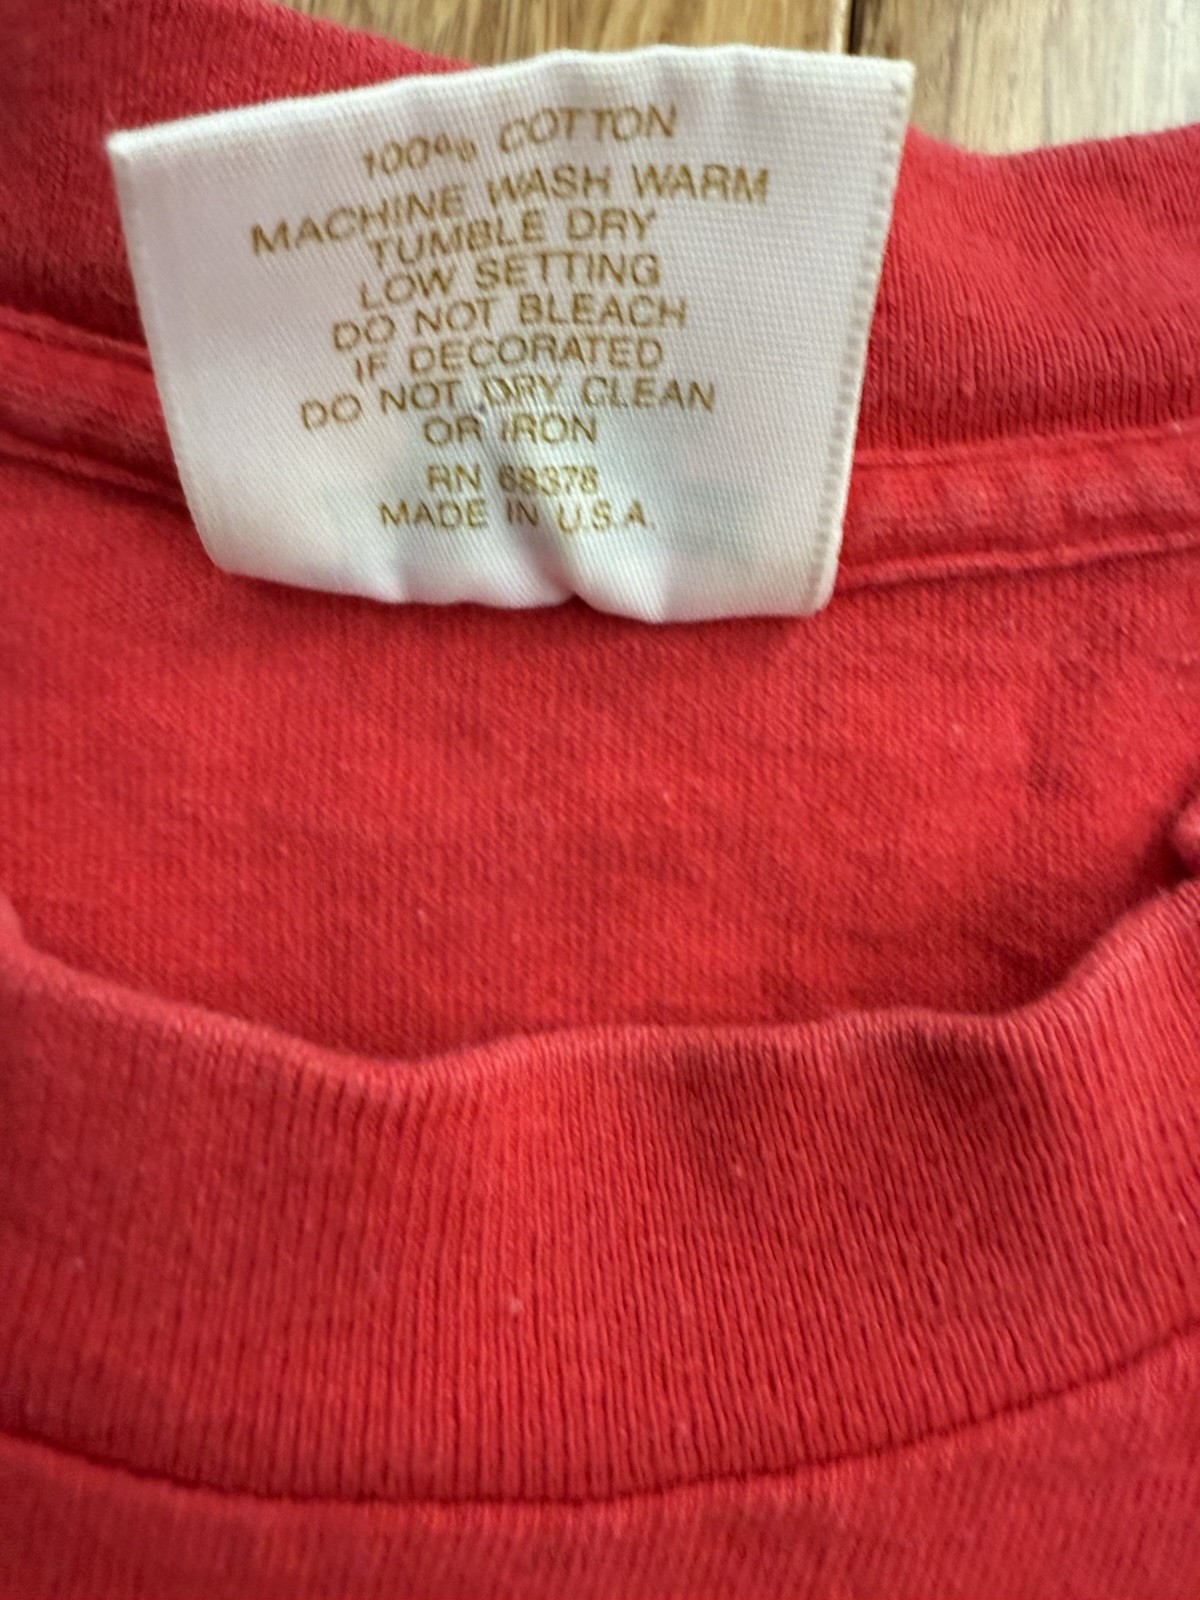 100% COTTON
MACHINE WASH WARM
TUMBLE DRY
LOW SETTING
DO NOT BLEACH
IF DECORATED
DO NOT DRY CLEAN
OR IRON
RN 68378
MADE IN U.S.A.